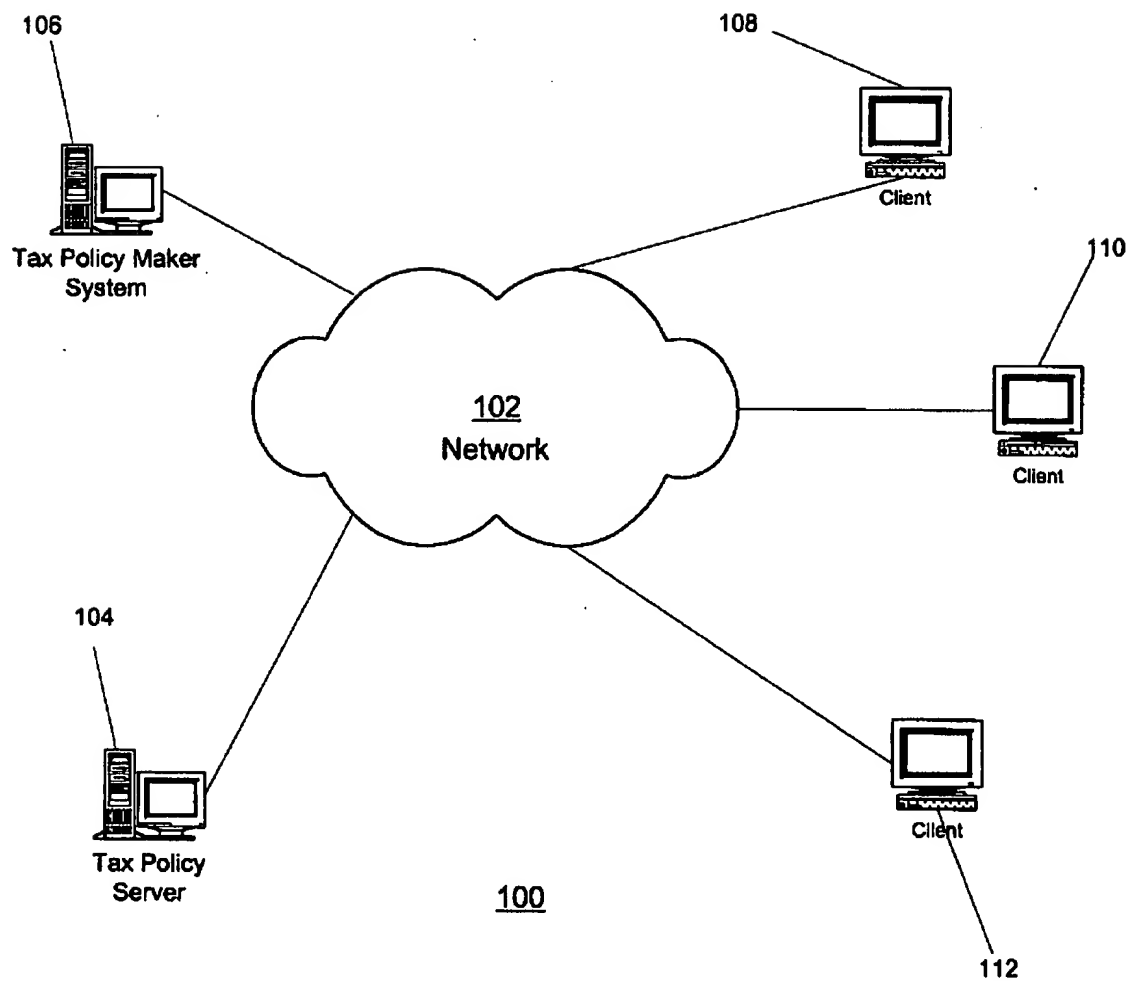 106
108
Client
Tax Policy Maker
System
110
102
Network
Client
104
Client
Tax Policy
Server
100
112